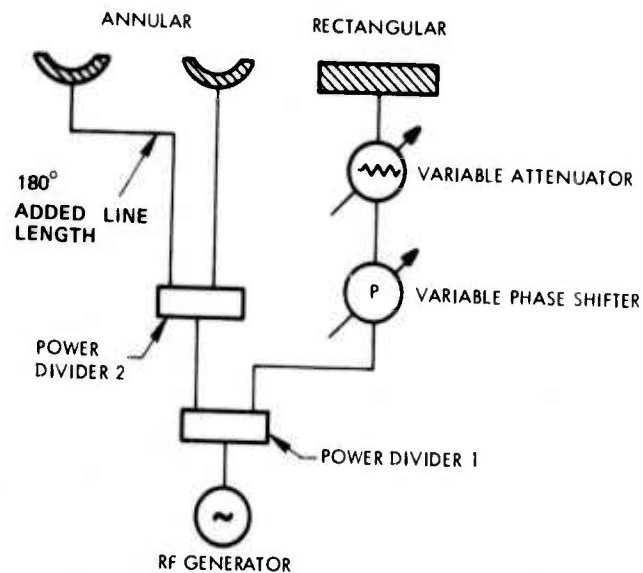 ANNULAR
RECTANGULAR
180°
ADDED LINE
LENGTH
VARIABLE ATTENUATOR
P
VARIABLE PHASE SHIFTER
POWER
DIVIDER 2
POWER DIVIDER 1
~
RF GENERATOR